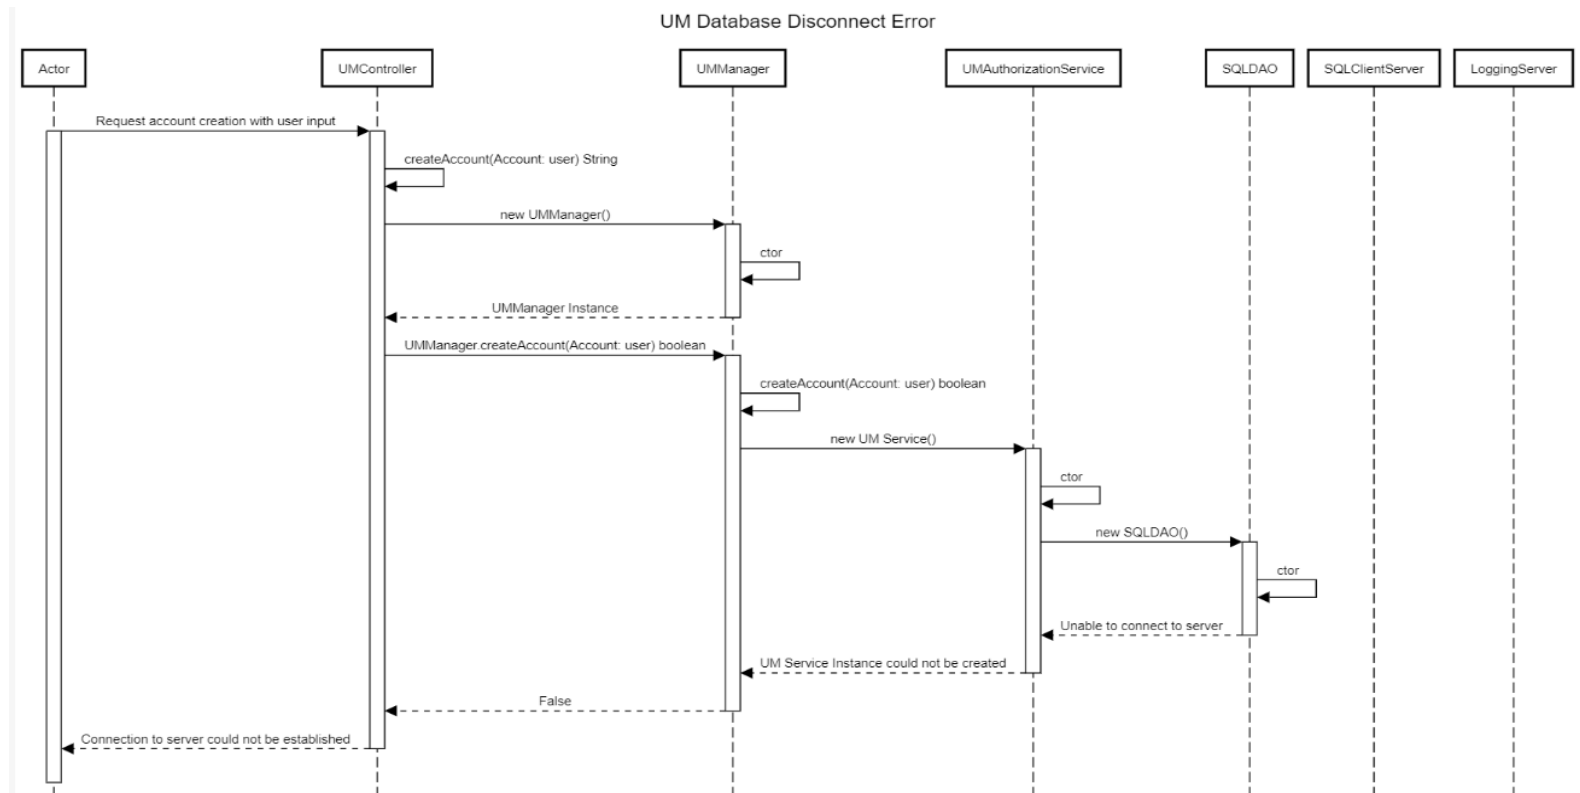 UM Database Disconnect Error
Actor
UMController
UMManager
UMAuthorizationService
SQLDAO
SQLClientServer
LoggingServer
Request account creation with user input
createAccount(Account: user) String
new UMManager()
ctor
UMManager Instance
UMManager.createAccount(Account: user) boolean
createAccount(Account: user) boolean
new UM Service()
ctor
new SQLDAO()
ctor
Unable to connect to server
UM Service Instance could not be created
False
Connection to server could not be established